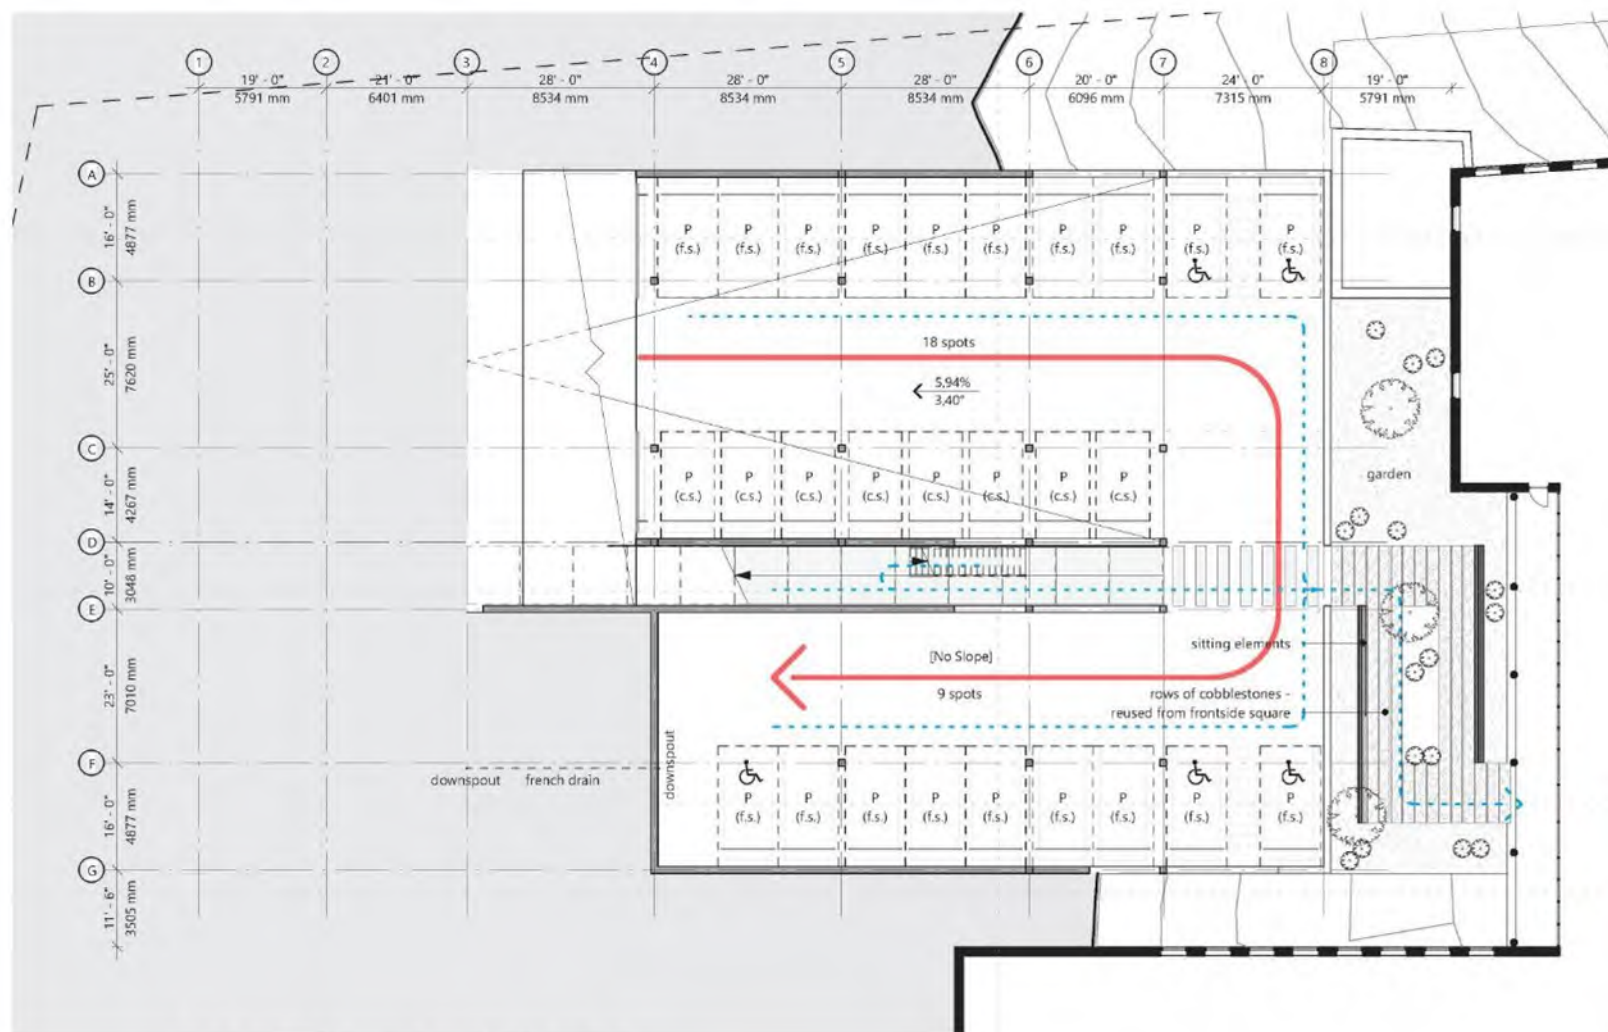 1 2 3 4 5 6 7 8
19' - 0" 21' - 0" 28' - 0" 28' - 0" 28' - 0" 20' - 0" 24' - 0" 19' - 0"
5791 mm 6401 mm 8534 mm 8534 mm 8534 mm 6096 mm 7315 mm 5791 mm
A
16' - 0"
4877 mm
P P P P P P P P P P
(f.s.) (f.s.) (f.s.) (f.s.) (f.s.) (f.s.) (f.s.) (f.s.) (f.s.) (f.s.)
B
25' - 0"
7620 mm
18 spots
5,94%
3,40°
C
14' - 0"
4267 mm
P P P P P P P P
(c.s.) (c.s.) (c.s.) (c.s.) (c.s.) (c.s.) (c.s.) (c.s.)
garden
D
10' - 0"
3048 mm
E
23' - 0"
7010 mm
[No Slope]
9 spots
sitting elements
rows of cobblestones -
reused from frontside square
F
downspout french drain
downspout
16' - 0"
4877 mm
P P P P P P P P P
(f.s.) (f.s.) (f.s.) (f.s.) (f.s.) (f.s.) (f.s.) (f.s.) (f.s.)
G
11' - 6"
3505 mm